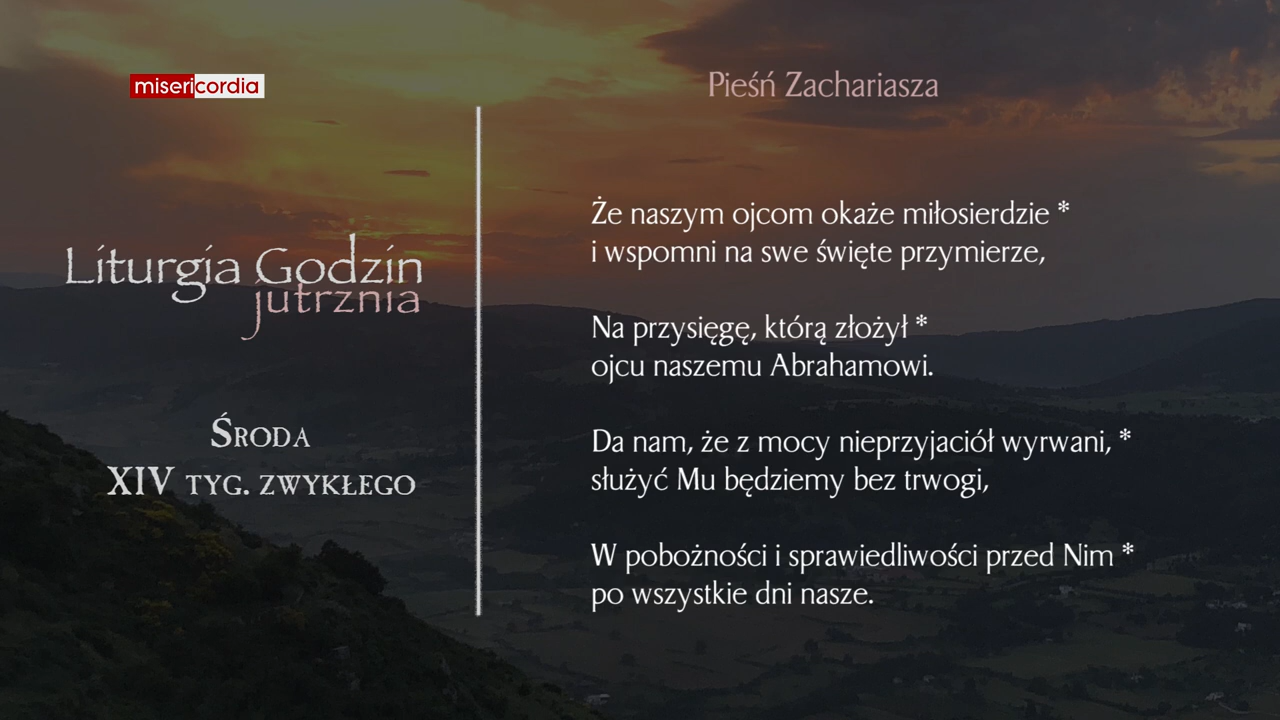 misericordia
Liturgia Godzin
jutrznia
Środa
XIV tyg. zwykłego
Pieśń Zachariasza
Że naszym ojcom okaże miłosierdzie *
i wspomni na swe święte przymierze,
Na przysięgę, którą złożył *
ojcu naszemu Abrahamowi.
Da nam, że z mocy nieprzyjaciół wyrwani, *
służyć Mu będziemy bez trwogi,
W pobożności i sprawiedliwości przed Nim *
po wszystkie dni nasze.